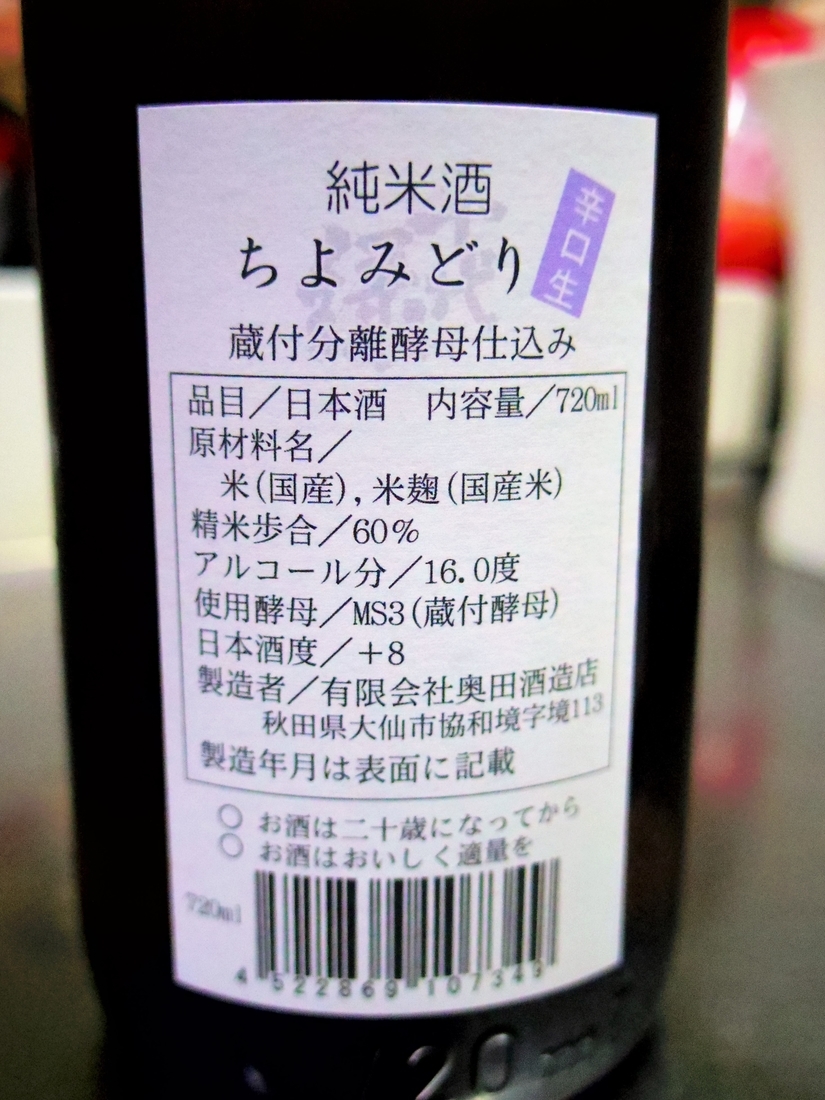 純米酒
ちよみどり
辛口生
蔵付分離酵母仕込み
品目／日本酒　内容量／720ml
原材料名／
米(国産),米麹(国産米)
精米歩合／60%
アルコール分／16.0度
使用酵母／MS3(蔵付酵母)
日本酒度／+8
製造者／有限会社奥田酒造店
秋田県大仙市協和境字境113
製造年月は表面に記載
○ お酒は二十歳になってから
○ お酒はおいしく適量を
720ml
4 522869 107349